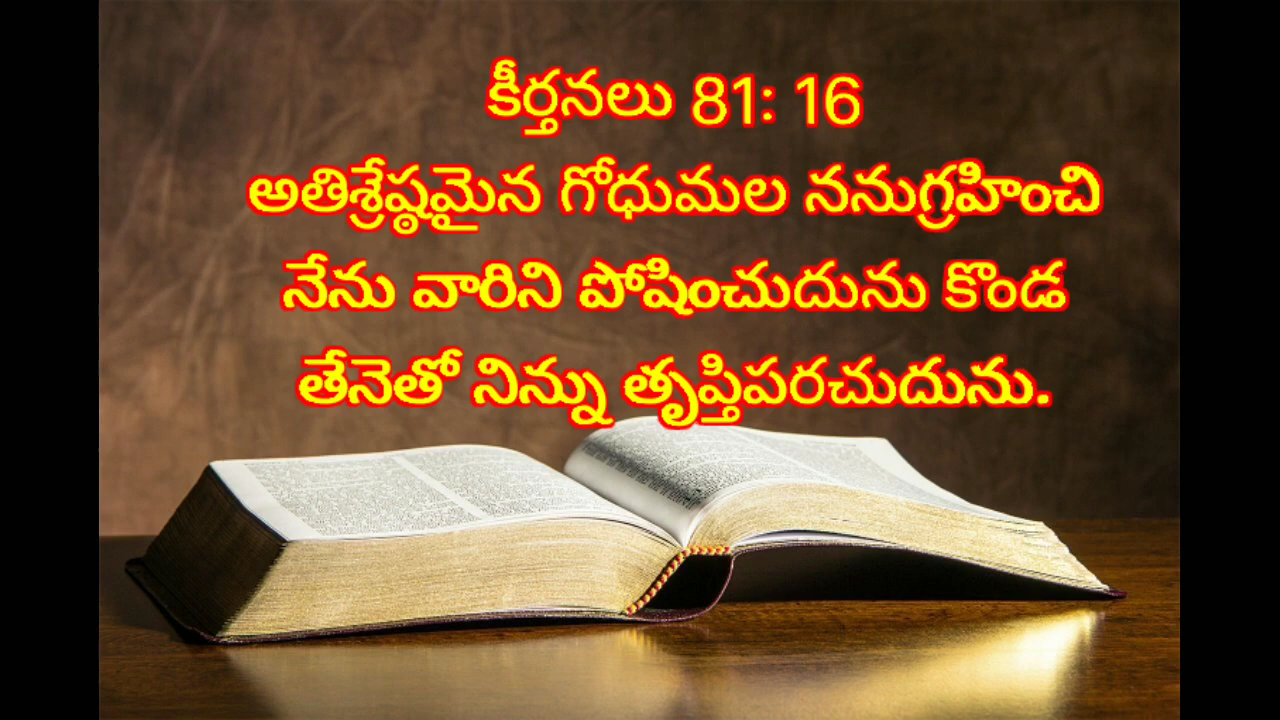 కీర్తనలు 81: 16
అతిశ్రేష్ఠమైన గోధుమల ననుగ్రహించి
నేను వారిని పోషించుదును కొండ
తేనెతో నిన్ను తృప్తిపరచుదును.